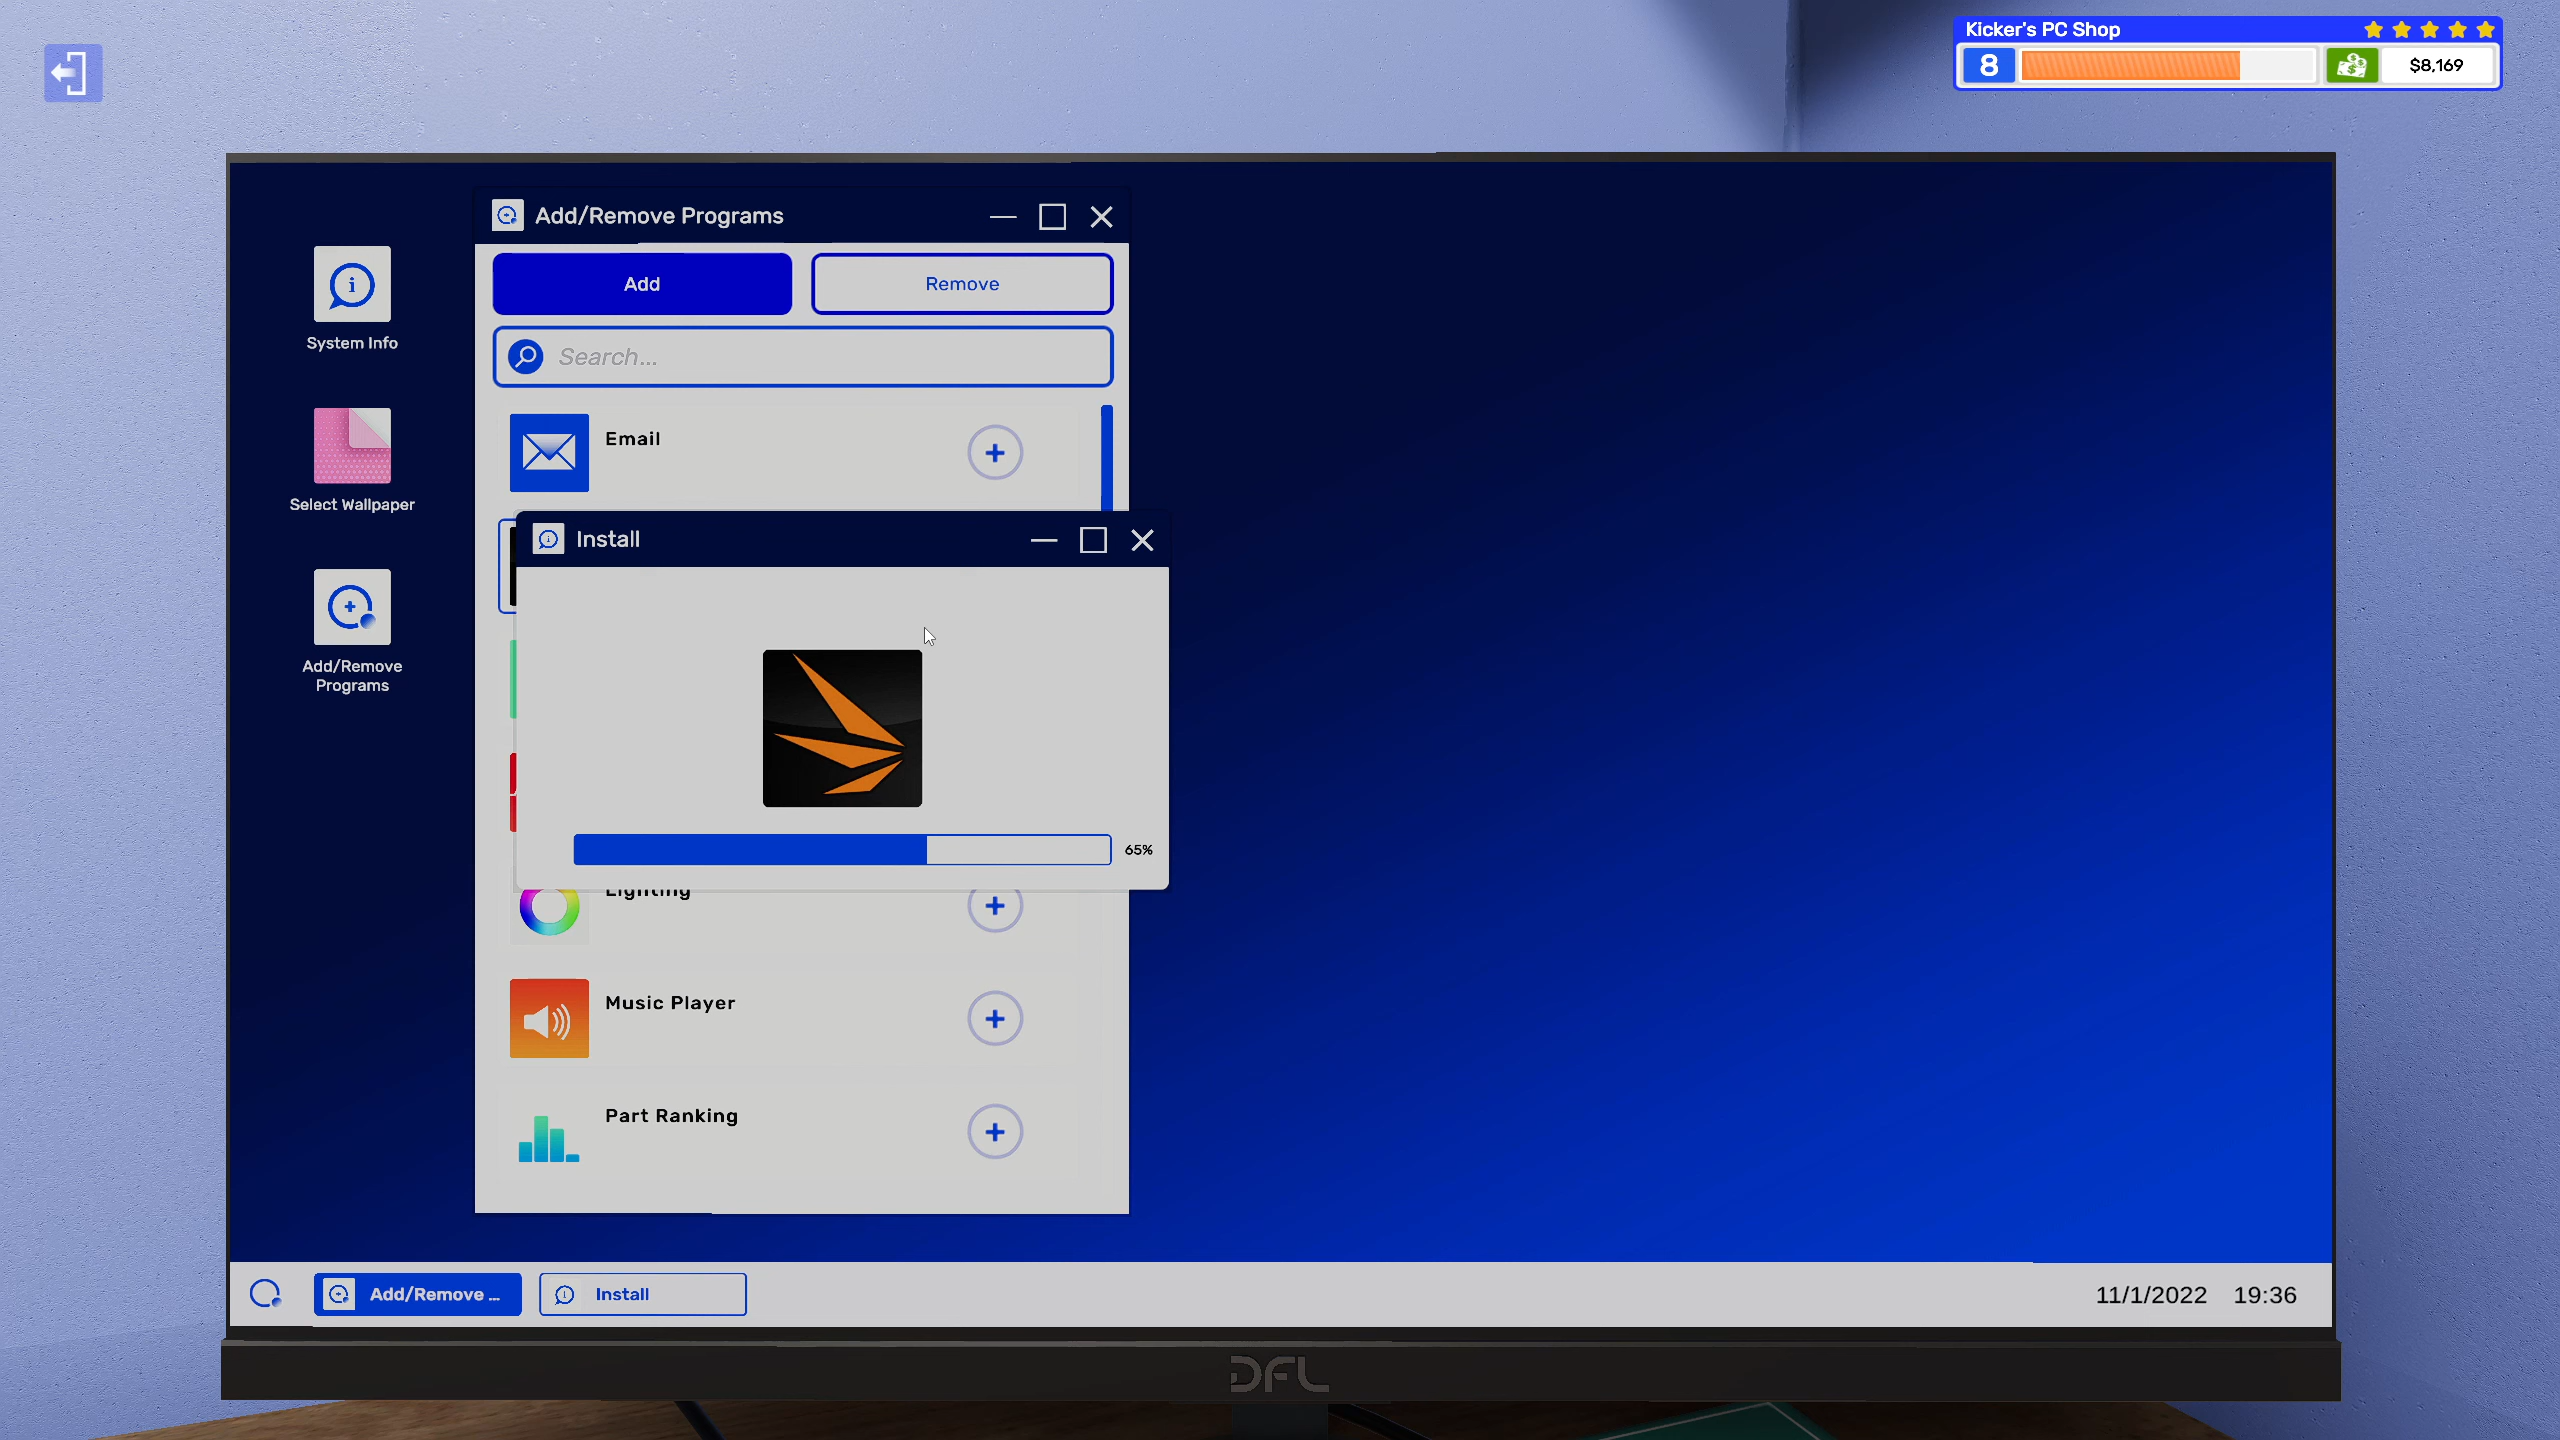 Kicker's PC Shop
8
$8,169
Add/Remove Programs
Add
Remove
Search...
System Info
Email
Select Wallpaper
Install
Add/Remove
Programs
65%
Lighting
Music Player
Part Ranking
Add/Remove ...
Install
11/1/2022 19:36
DFL